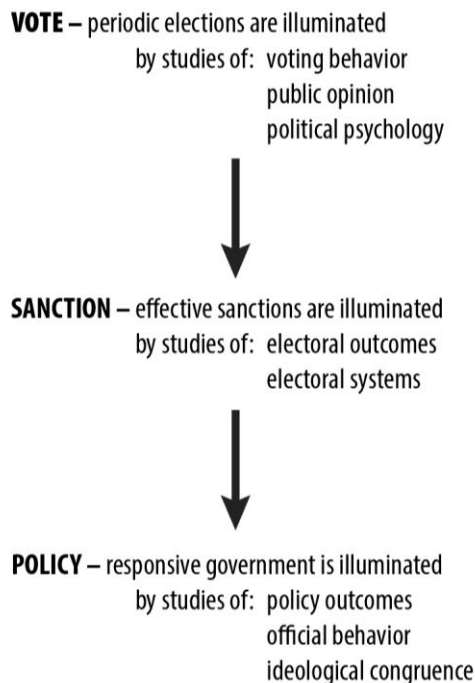 VOTE – periodic elections are illuminated
by studies of: voting behavior
public opinion
political psychology
SANCTION – effective sanctions are illuminated
by studies of: electoral outcomes
electoral systems
POLICY – responsive government is illuminated
by studies of: policy outcomes
official behavior
ideological congruence